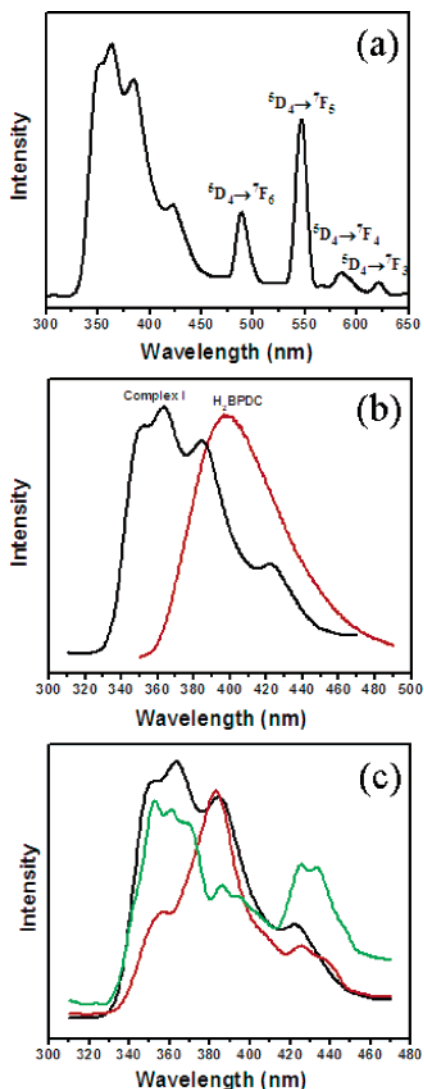 (a)
Intensity
⁵D₄→⁷F₆
⁵D₄→⁷F₅
⁵D₄→⁷F₄
⁵D₄→⁷F₃
300 350 400 450 500 550 600 650
Wavelength (nm)
(b)
Intensity
Complex I
H₂BPDC
300 320 340 360 380 400 420 440 460 480 500
Wavelength (nm)
(c)
Intensity
300 320 340 360 380 400 420 440 460 480
Wavelength (nm)